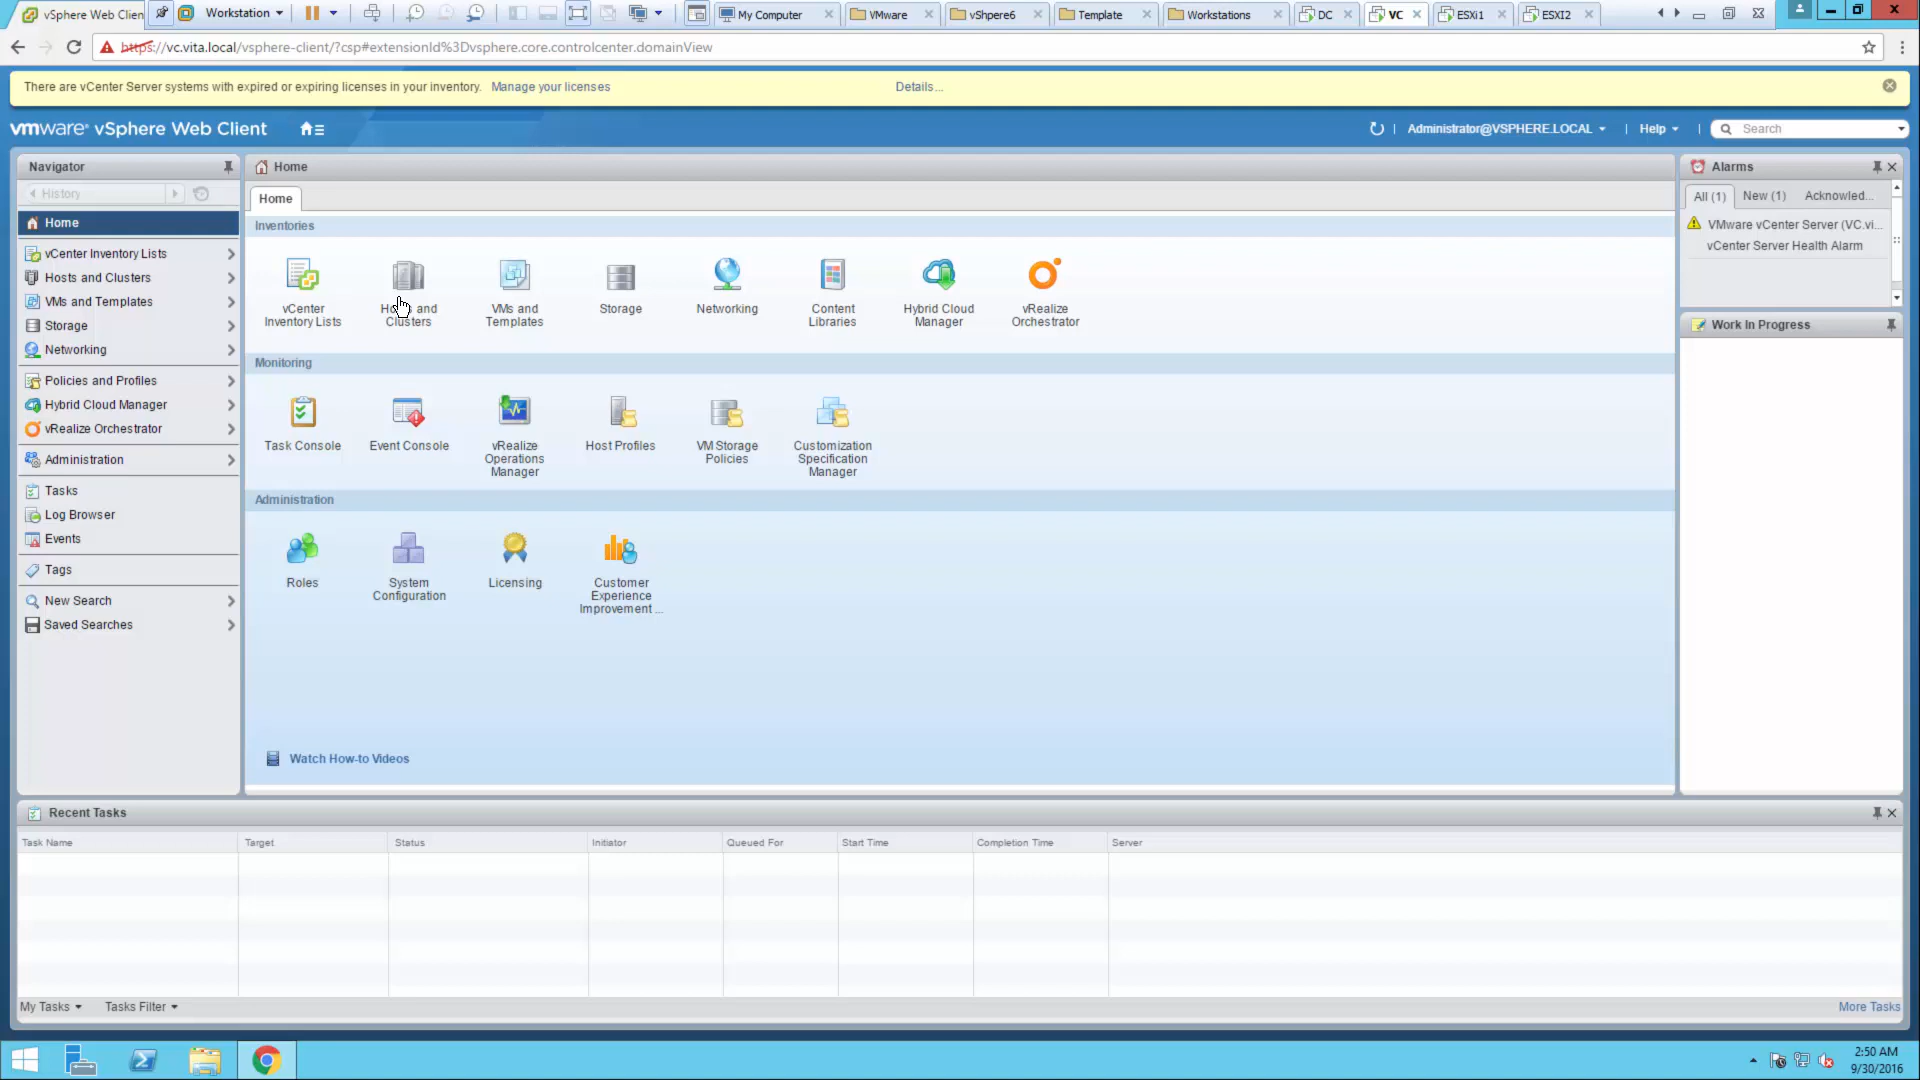 vSphere Web Clien
Workstation
My Computer
VMware
vShpere6
Template
Workstations
DC
VC
ESXi1
ESXI2
https://vc.vita.local/vsphere-client/?csp#extensionId%3Dvsphere.core.controlcenter.domainView
There are vCenter Server systems with expired or expiring licenses in your inventory. Manage your licenses Details...
vmware® vSphere Web Client
Administrator@VSPHERE.LOCAL
Help
Search
Navigator
History
Home
vCenter Inventory Lists
Hosts and Clusters
VMs and Templates
Storage
Networking
Policies and Profiles
Hybrid Cloud Manager
vRealize Orchestrator
Administration
Tasks
Log Browser
Events
Tags
New Search
Saved Searches
Home
Home
Inventories
vCenter
Inventory Lists
Hosts and
Clusters
VMs and
Templates
Storage
Networking
Content
Libraries
Hybrid Cloud
Manager
vRealize
Orchestrator
Monitoring
Task Console
Event Console
vRealize
Operations
Manager
Host Profiles
VM Storage
Policies
Customization
Specification
Manager
Administration
Roles
System
Configuration
Licensing
Customer
Experience
Improvement ...
Watch How-to Videos
Alarms
All (1)
New (1)
Acknowled...
VMware vCenter Server (VC.vi...
vCenter Server Health Alarm
Work In Progress
Recent Tasks
Task Name
Target
Status
Initiator
Queued For
Start Time
Completion Time
Server
My Tasks
Tasks Filter
More Tasks
2:50 AM
9/30/2016